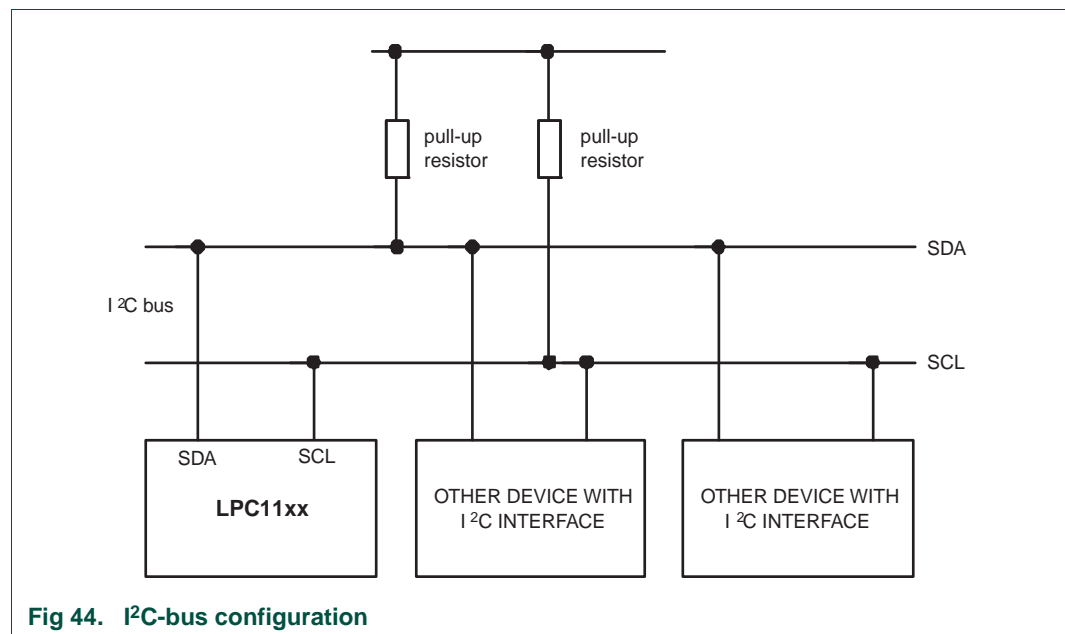 pull-up
resistor
pull-up
resistor
SDA
I ²C bus
SCL
SDA
SCL
LPC11xx
OTHER DEVICE WITH
I ²C INTERFACE
OTHER DEVICE WITH
I ²C INTERFACE
Fig 44. I²C-bus configuration